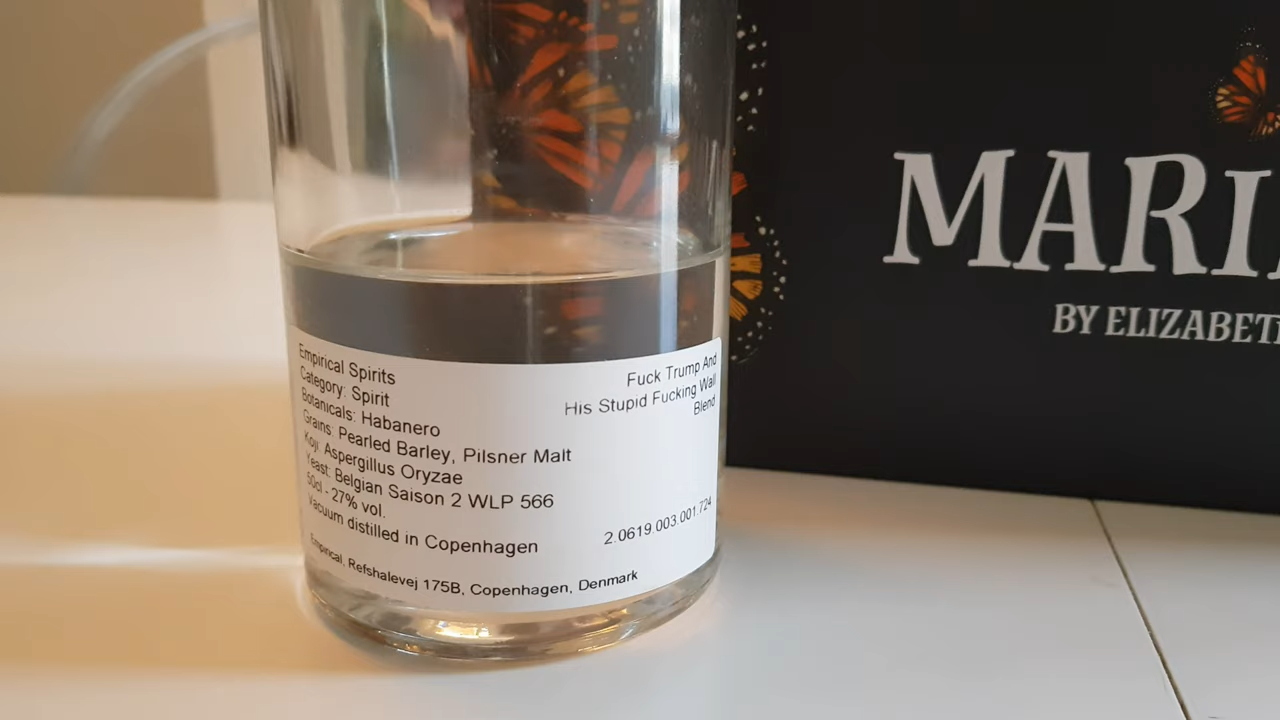 Empirical Spirits
Category: Spirit
Botanicals: Habanero
Grains: Pearled Barley, Pilsner Malt
Koji: Aspergillus Oryzae
Yeast: Belgian Saison 2 WLP 566
50cl - 27% vol.
Vacuum distilled in Copenhagen
Empirical, Refshalevej 175B, Copenhagen, Denmark
Fuck Trump And
His Stupid Fucking Wall
Blend
2.0619.003.001.724
MARI
BY ELIZABET